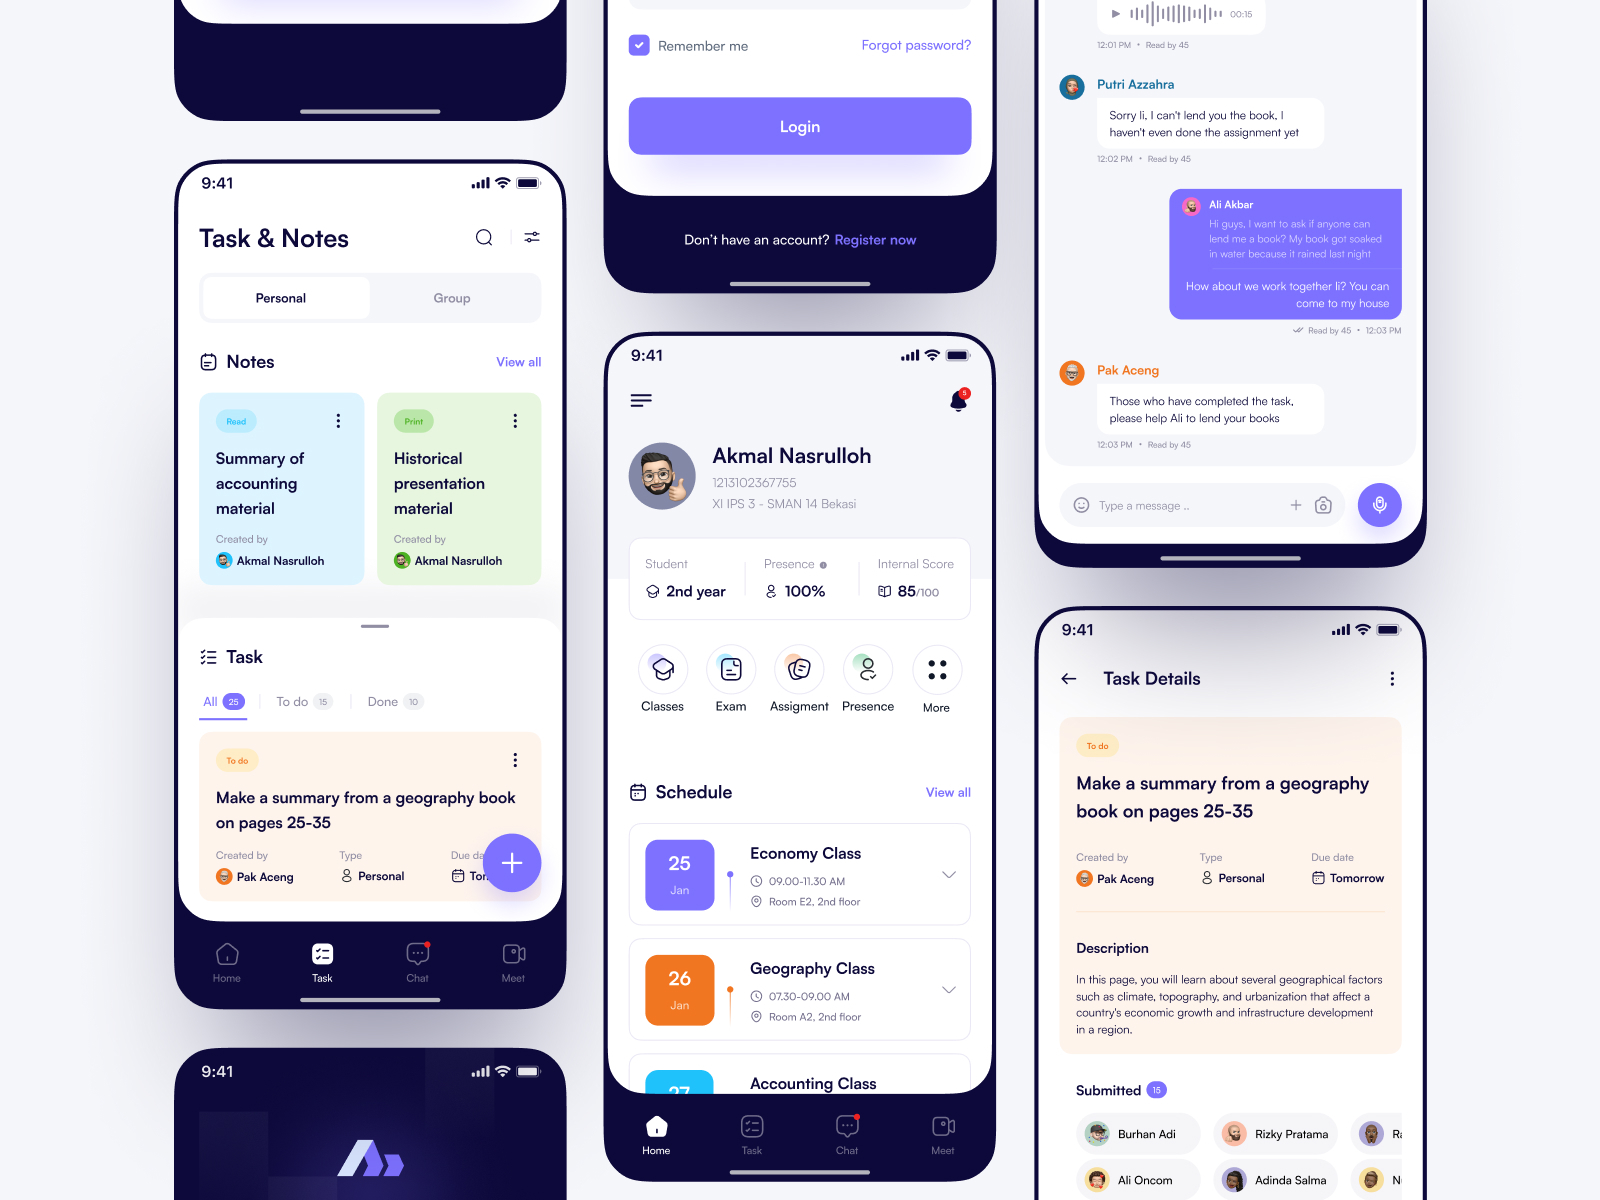 9:41
Task & Notes
Personal
Group
Notes
View all
Read
Summary of
accounting
material
Created by
Akmal Nasrulloh
Print
Historical
presentation
material
Created by
Akmal Nasrulloh
Task
All 25
To do 15
Done 10
To do
Make a summary from a geography book
on pages 25-35
Created by
Pak Aceng
Type
Personal
Due da
Home
Task
Chat
Meet
9:41
Remember me
Forgot password?
Login
Don't have an account? Register now
9:41
5
Akmal Nasrulloh
1213102367755
XI IPS 3 - SMAN 14 Bekasi
Student
2nd year
Presence
100%
Internal Score
85/100
Classes
Exam
Assigment
Presence
More
Schedule
View all
25
Jan
Economy Class
09.00-11.30 AM
Room E2, 2nd floor
26
Jan
Geography Class
07.30-09.00 AM
Room A2, 2nd floor
27
Accounting Class
Home
Task
Chat
Meet
00:15
12:01 PM • Read by 45
Putri Azzahra
Sorry li, I can't lend you the book, I
haven't even done the assignment yet
12:02 PM • Read by 45
Ali Akbar
Hi guys, I want to ask if anyone can
lend me a book? My book got soaked
in water because it rained last night
How about we work together li? You can
come to my house
Read by 45 • 12:03 PM
Pak Aceng
Those who have completed the task,
please help Ali to lend your books
12:03 PM • Read by 45
Type a message ..
9:41
Task Details
To do
Make a summary from a geography
book on pages 25-35
Created by
Pak Aceng
Type
Personal
Due date
Tomorrow
Description
In this page, you will learn about several geographical factors
such as climate, topography, and urbanization that affect a
country's economic growth and infrastructure development
in a region.
Submitted 15
Burhan Adi
Rizky Pratama
Ali Oncom
Adinda Salma